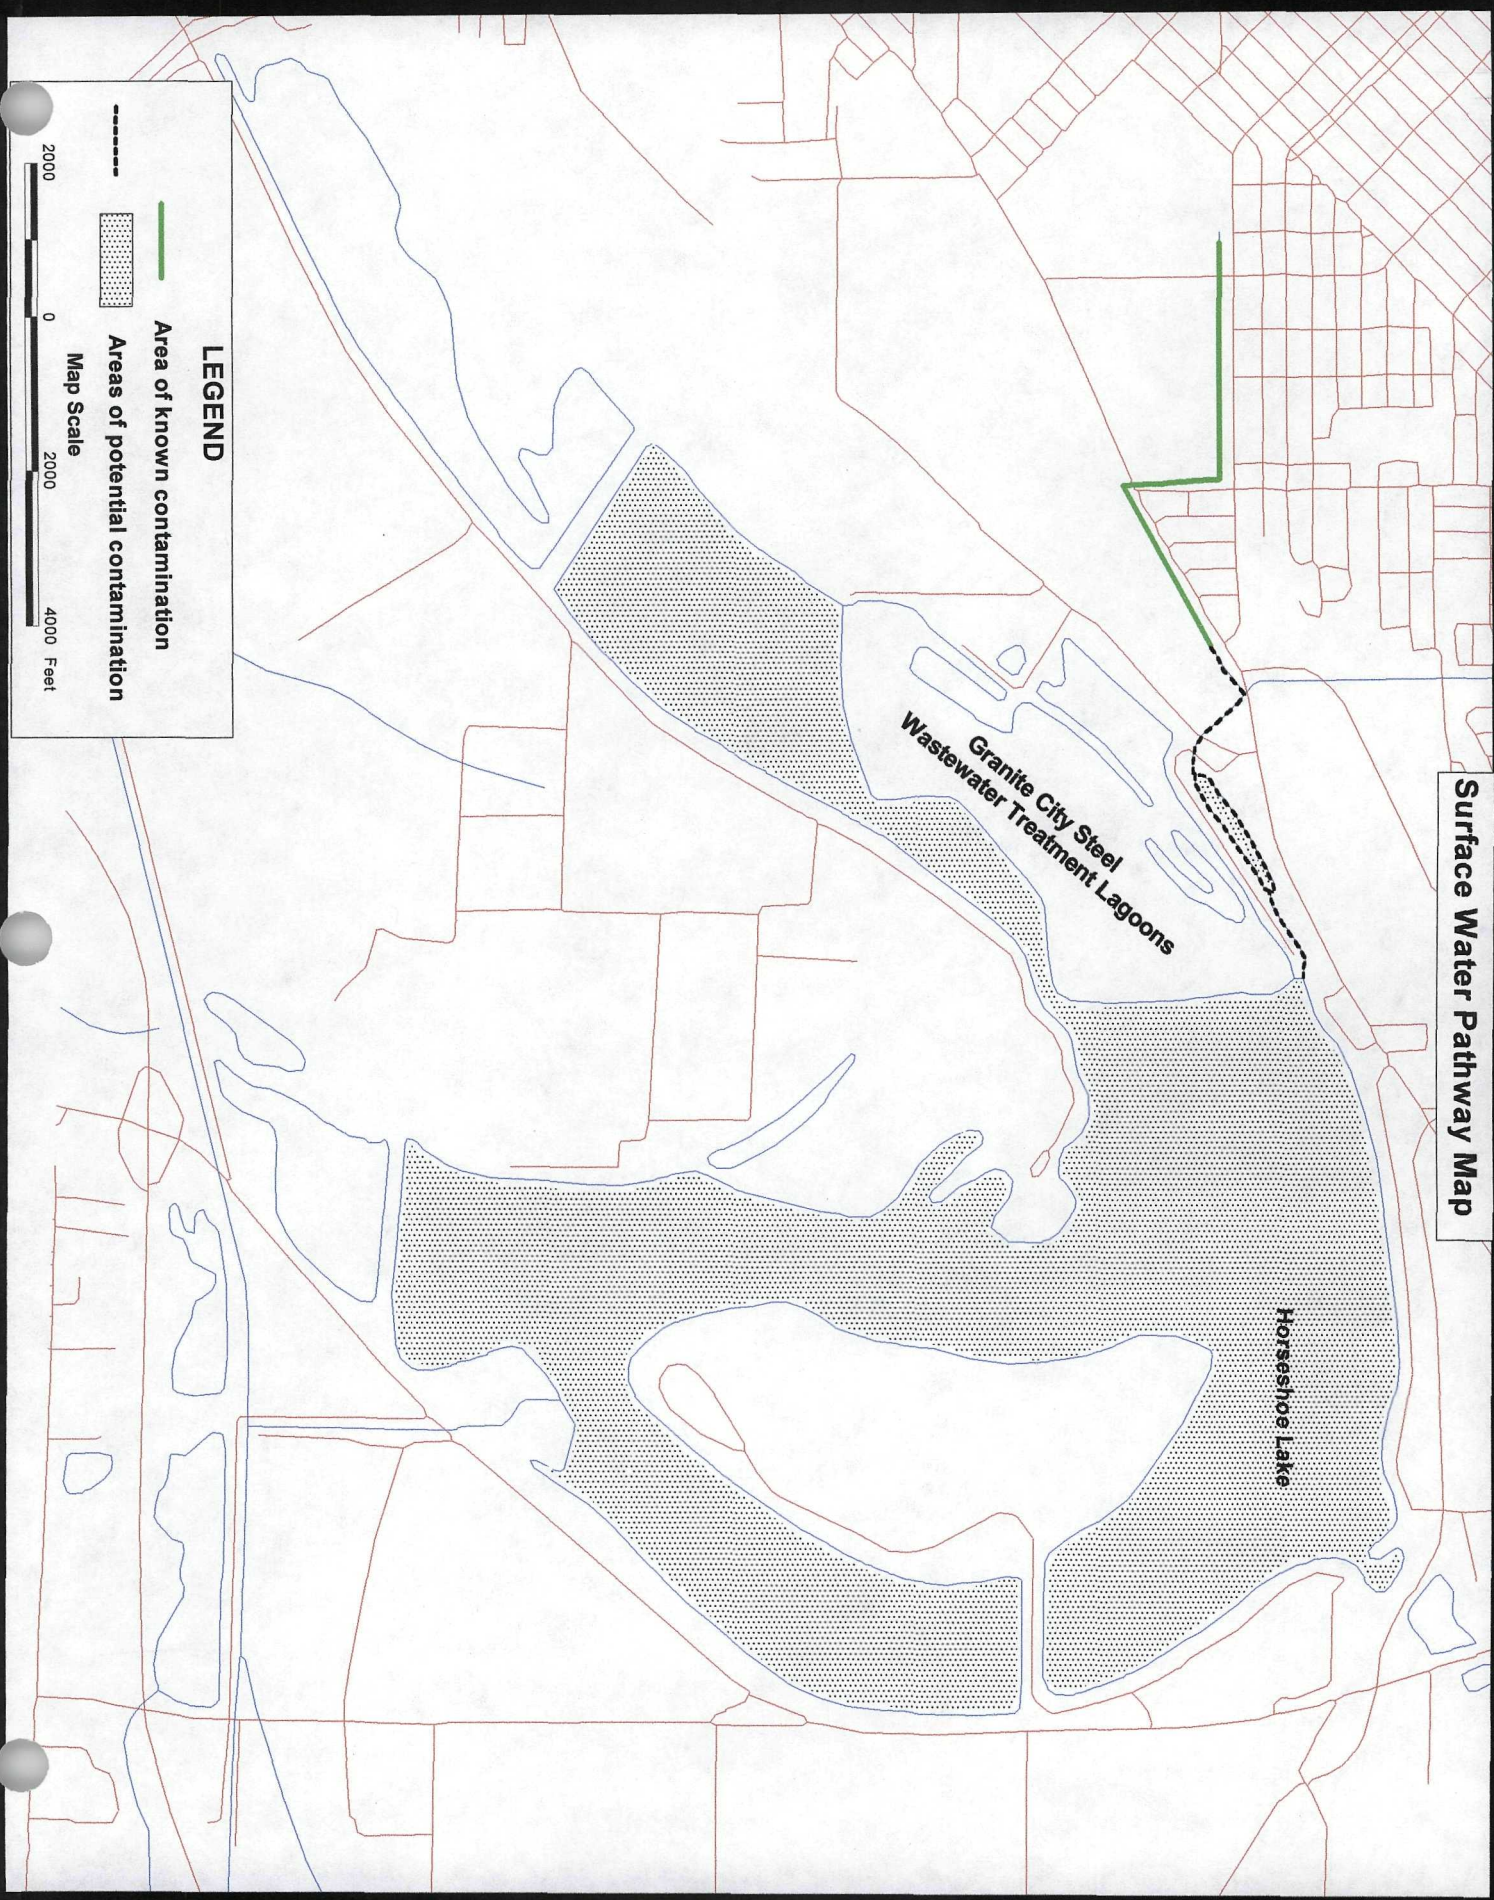 Surface Water Pathway Map
Granite City Steel
Wastewater Treatment Lagoons
Horseshoe Lake
LEGEND
Area of known contamination
Areas of potential contamination
Map Scale
2000 0 2000 4000 Feet